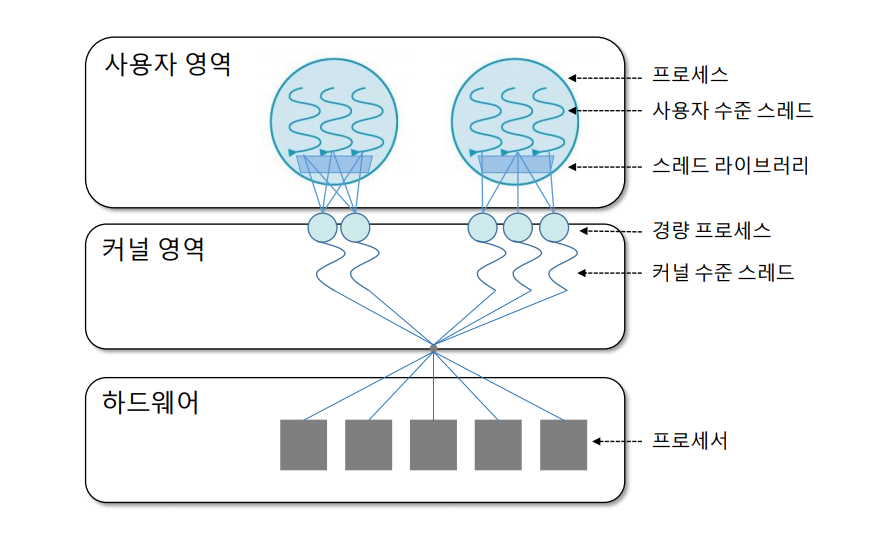 사용자 영역
프로세스
사용자 수준 스레드
스레드 라이브러리
커널 영역
경량 프로세스
커널 수준 스레드
하드웨어
프로세서